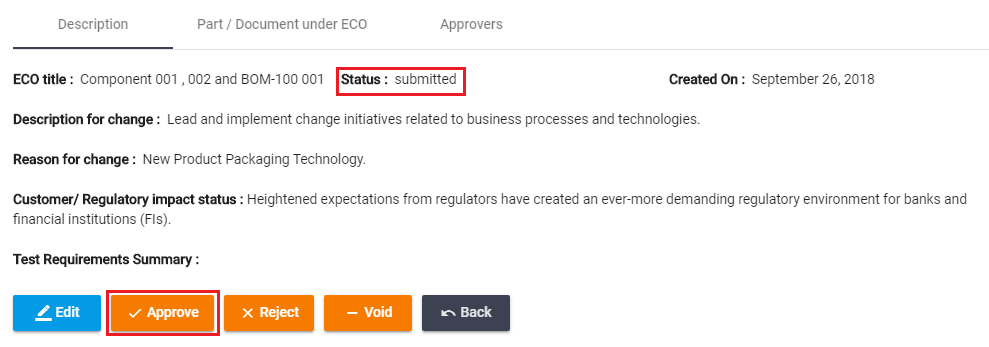 Description Part / Document under ECO Approvers
ECO title : Component 001 , 002 and BOM-100 001 Status : submitted Created On : September 26, 2018
Description for change : Lead and implement change initiatives related to business processes and technologies.
Reason for change : New Product Packaging Technology.
Customer/ Regulatory impact status : Heightened expectations from regulators have created an ever-more demanding regulatory environment for banks and
financial institutions (FIs).
Test Requirements Summary :
Edit Approve Reject Void Back